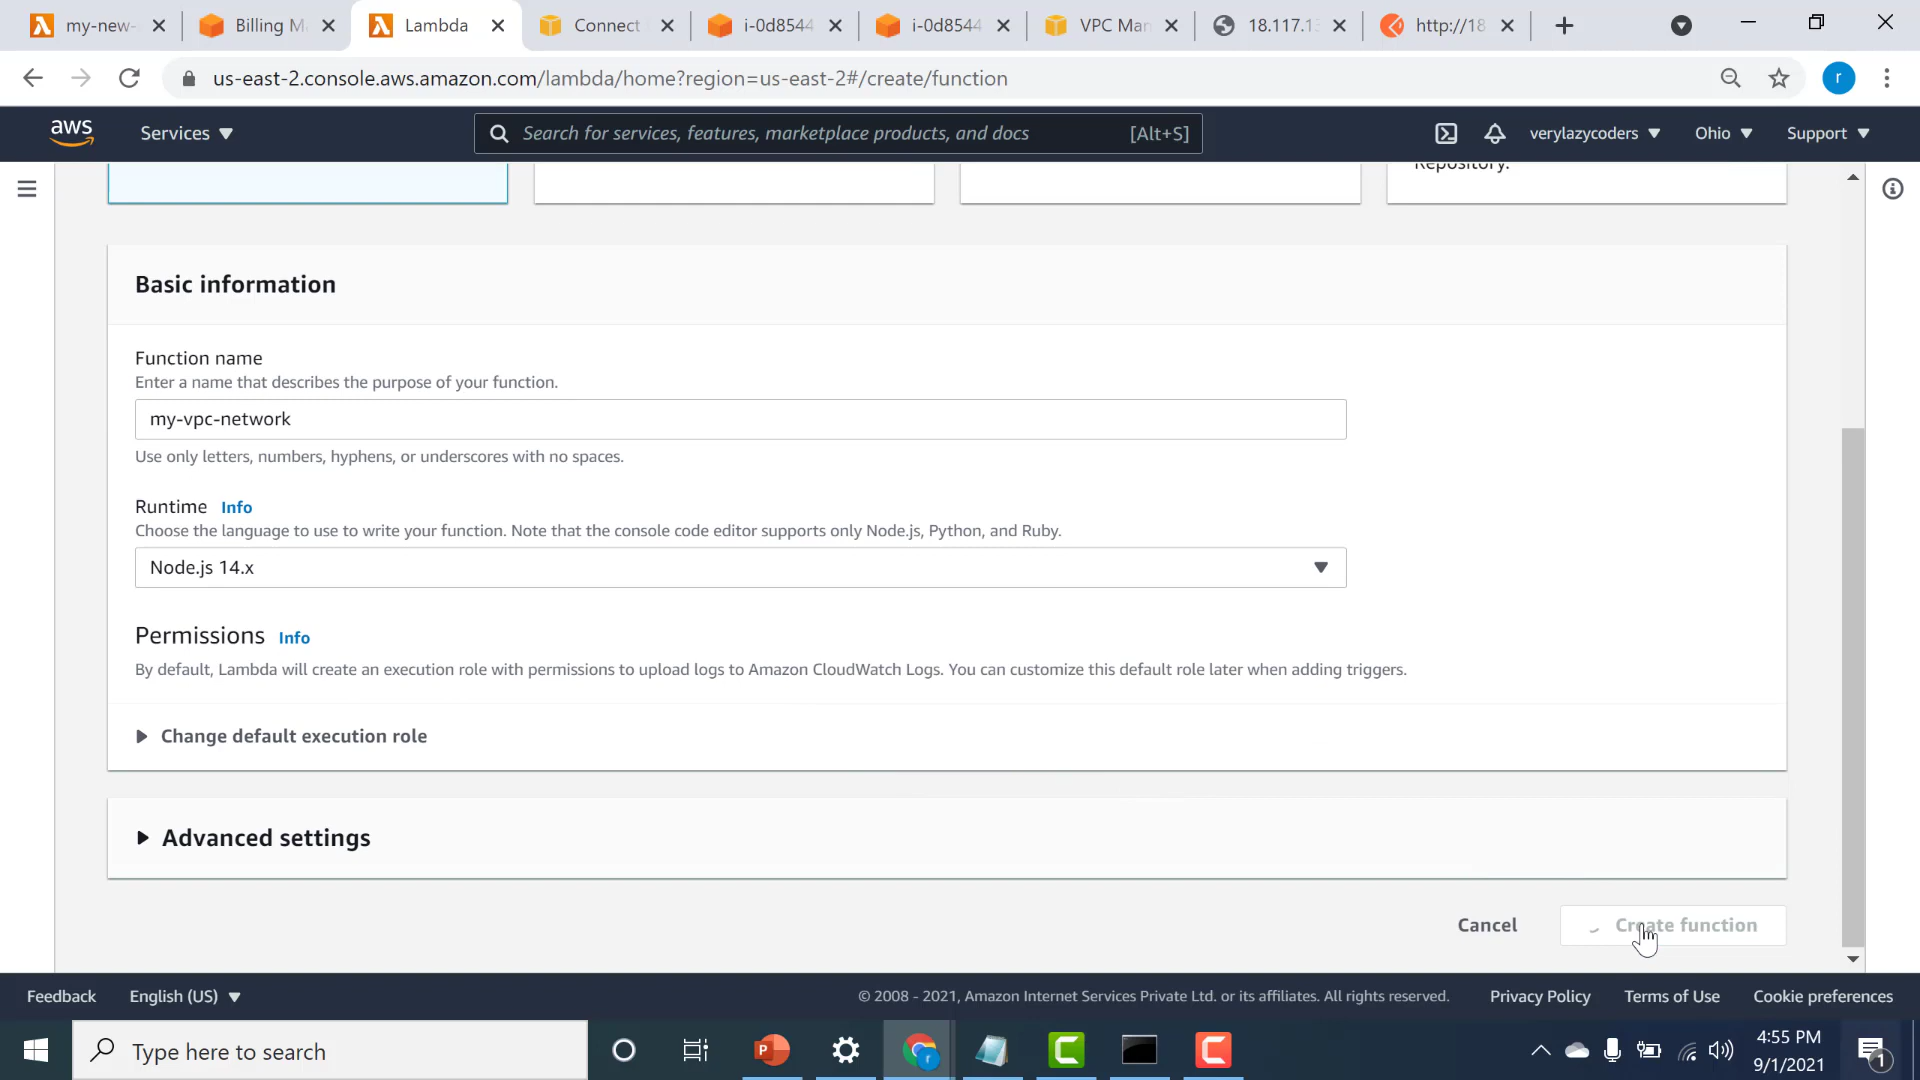 my-new-
Billing M
Lambda
Connect
i-0d8544
i-0d8544
VPC Man
18.117.1
http://18
us-east-2.console.aws.amazon.com/lambda/home?region=us-east-2#/create/function
r
aws
Services
Search for services, features, marketplace products, and docs
[Alt+S]
verylazycoders
Ohio
Support
Repository.
Basic information
Function name
Enter a name that describes the purpose of your function.
my-vpc-network
Use only letters, numbers, hyphens, or underscores with no spaces.
Runtime Info
Choose the language to use to write your function. Note that the console code editor supports only Node.js, Python, and Ruby.
Node.js 14.x
Permissions Info
By default, Lambda will create an execution role with permissions to upload logs to Amazon CloudWatch Logs. You can customize this default role later when adding triggers.
Change default execution role
Advanced settings
Cancel
Create function
Feedback
English (US)
© 2008 - 2021, Amazon Internet Services Private Ltd. or its affiliates. All rights reserved.
Privacy Policy
Terms of Use
Cookie preferences
Type here to search
4:55 PM
9/1/2021
1